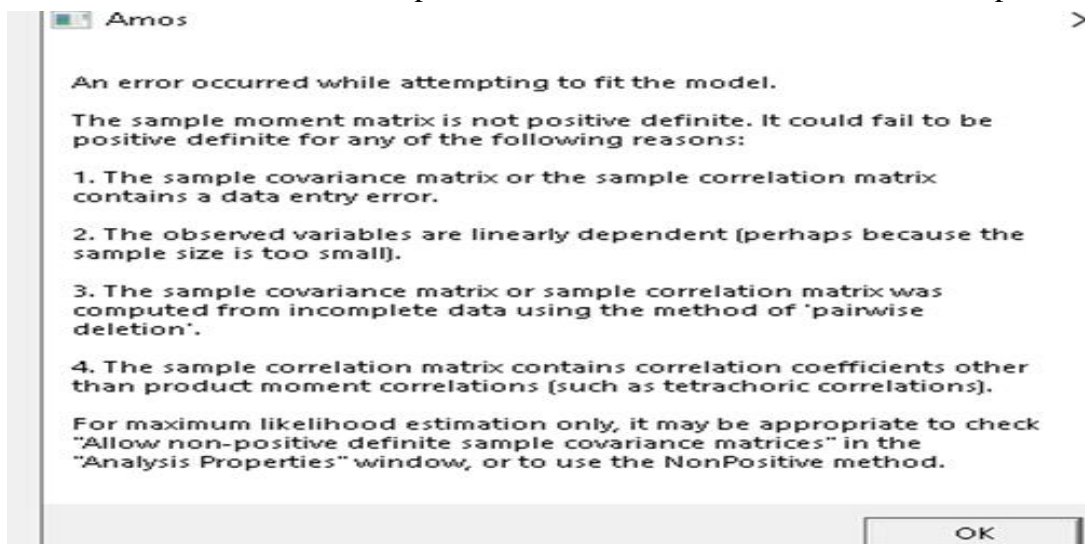 Amos
An error occurred while attempting to fit the model.
The sample moment matrix is not positive definite. It could fail to be
positive definite for any of the following reasons:
1. The sample covariance matrix or the sample correlation matrix
contains a data entry error.
2. The observed variables are linearly dependent (perhaps because the
sample size is too small).
3. The sample covariance matrix or sample correlation matrix was
computed from incomplete data using the method of 'pairwise
deletion'.
4. The sample correlation matrix contains correlation coefficients other
than product moment correlations (such as tetrachoric correlations).
For maximum likelihood estimation only, it may be appropriate to check
"Allow non-positive definite sample covariance matrices" in the
"Analysis Properties" window, or to use the NonPositive method.
OK